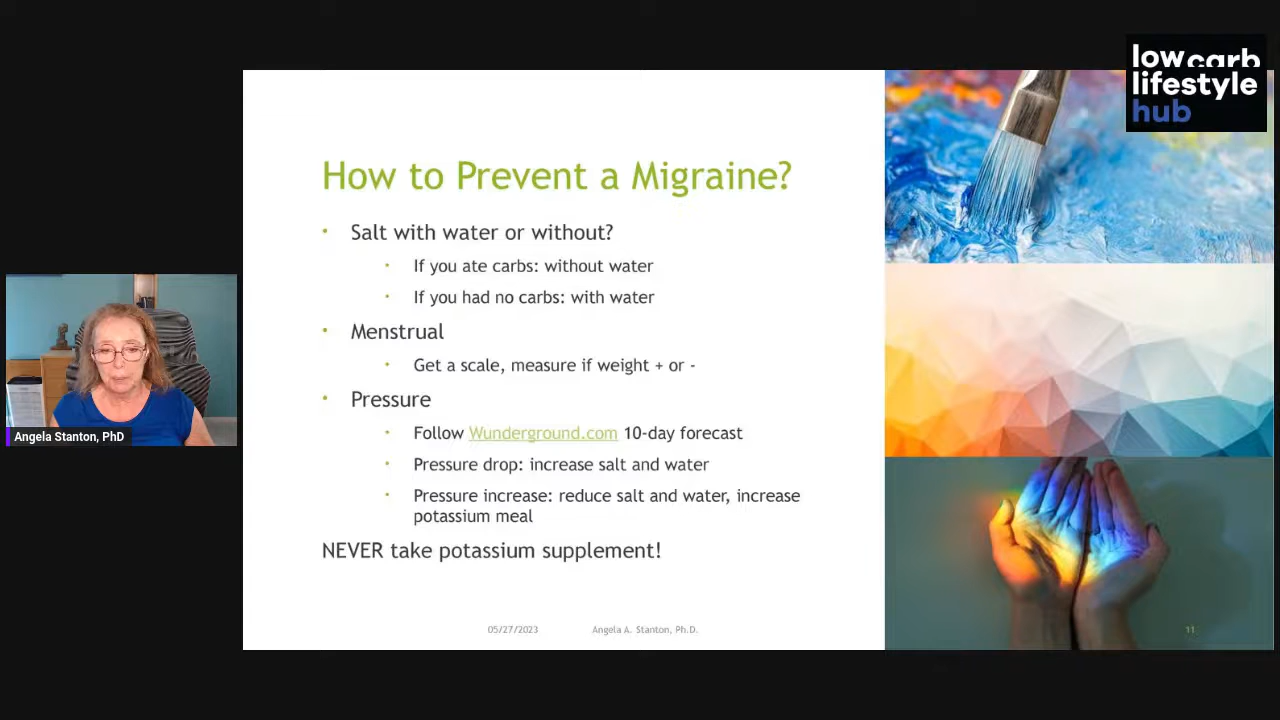 low carb
lifestyle
hub
How to Prevent a Migraine?
• Salt with water or without?
• If you ate carbs: without water
• If you had no carbs: with water
• Menstrual
• Get a scale, measure if weight + or -
• Pressure
• Follow Wunderground.com 10-day forecast
• Pressure drop: increase salt and water
• Pressure increase: reduce salt and water, increase
potassium meal
NEVER take potassium supplement!
Angela Stanton, PhD
05/27/2023 Angela A. Stanton, Ph.D. 11